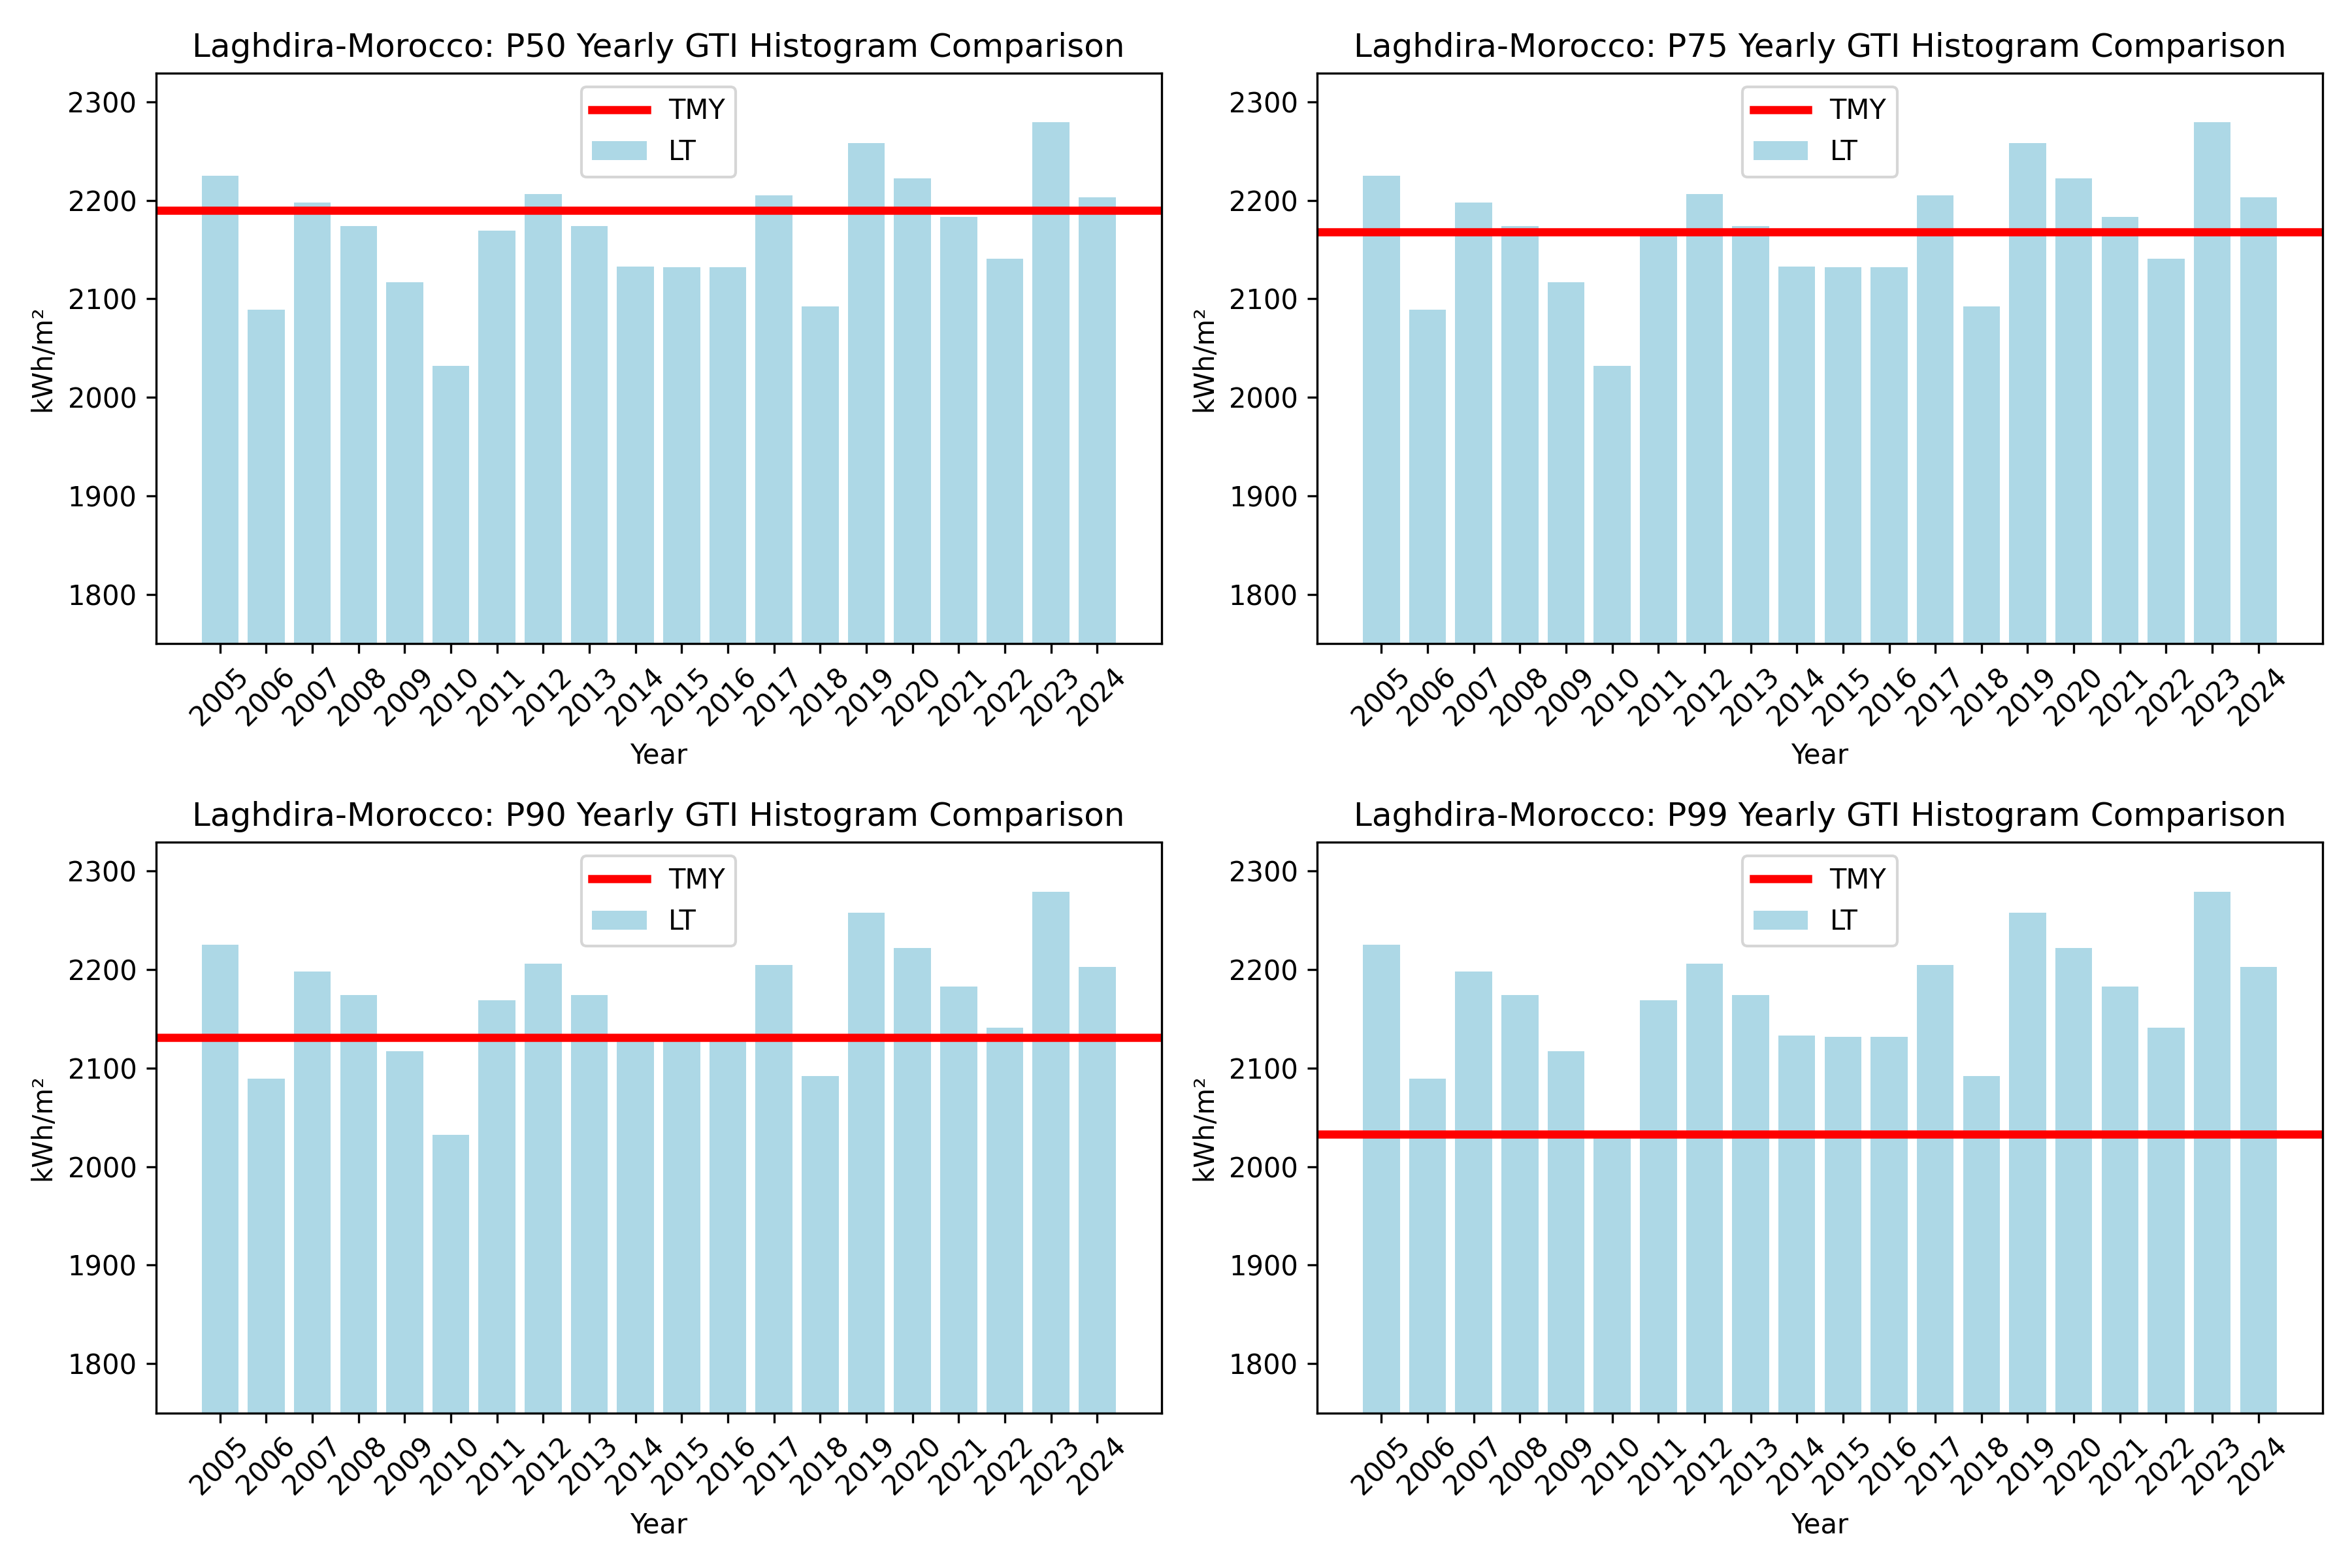 Laghdira-Morocco: P50 Yearly GTI Histogram Comparison
TMY
LT
2300
2200
2100
2000
1900
1800
kWh/m²
2005 2006 2007 2008 2009 2010 2011 2012 2013 2014 2015 2016 2017 2018 2019 2020 2021 2022 2023 2024
Year
Laghdira-Morocco: P75 Yearly GTI Histogram Comparison
TMY
LT
2300
2200
2100
2000
1900
1800
kWh/m²
2005 2006 2007 2008 2009 2010 2011 2012 2013 2014 2015 2016 2017 2018 2019 2020 2021 2022 2023 2024
Year
Laghdira-Morocco: P90 Yearly GTI Histogram Comparison
TMY
LT
2300
2200
2100
2000
1900
1800
kWh/m²
2005 2006 2007 2008 2009 2010 2011 2012 2013 2014 2015 2016 2017 2018 2019 2020 2021 2022 2023 2024
Year
Laghdira-Morocco: P99 Yearly GTI Histogram Comparison
TMY
LT
2300
2200
2100
2000
1900
1800
kWh/m²
2005 2006 2007 2008 2009 2010 2011 2012 2013 2014 2015 2016 2017 2018 2019 2020 2021 2022 2023 2024
Year